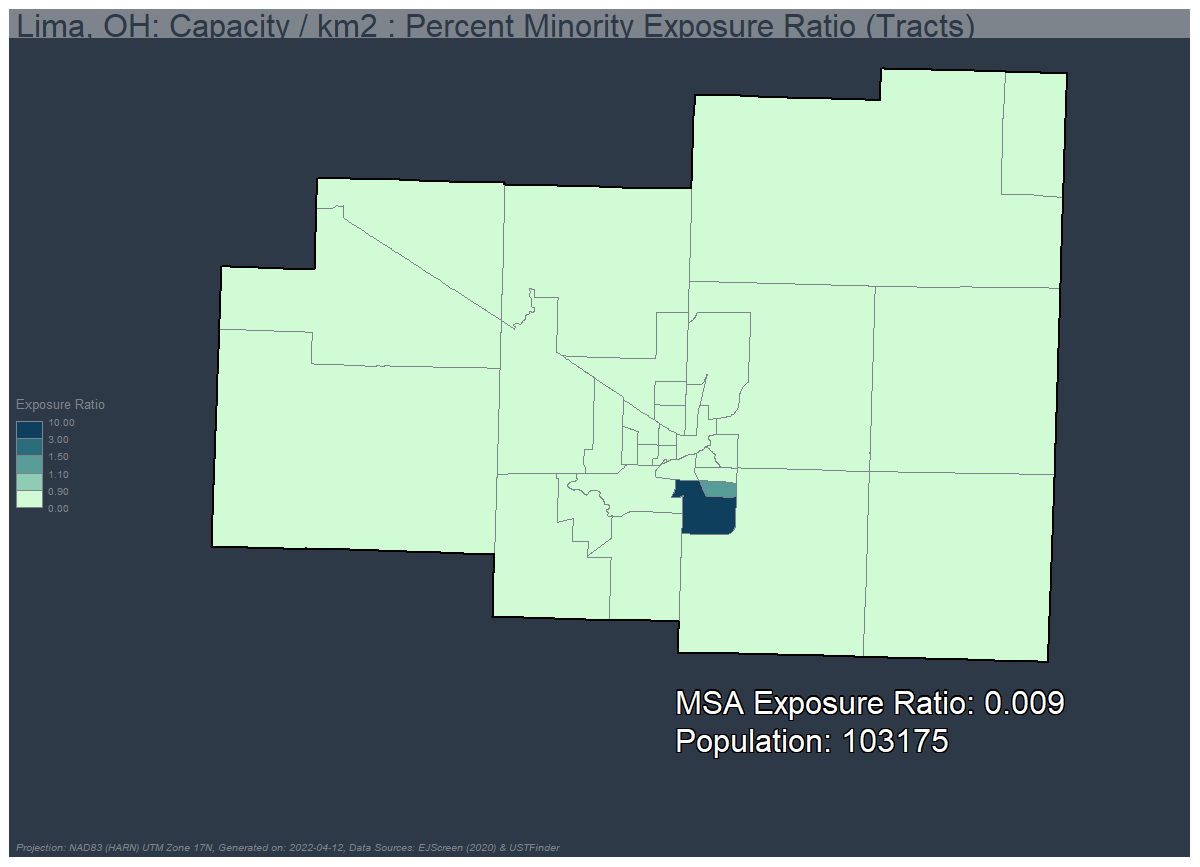 Lima, OH: Capacity / km2 : Percent Minority Exposure Ratio (Tracts)
Exposure Ratio
10.00
3.00
1.50
1.10
0.90
0.00
MSA Exposure Ratio: 0.009
Population: 103175
Projection: NAD83 (HARN) UTM Zone 17N, Generated on: 2022-04-12, Data Sources: EJScreen (2020) & USTFinder